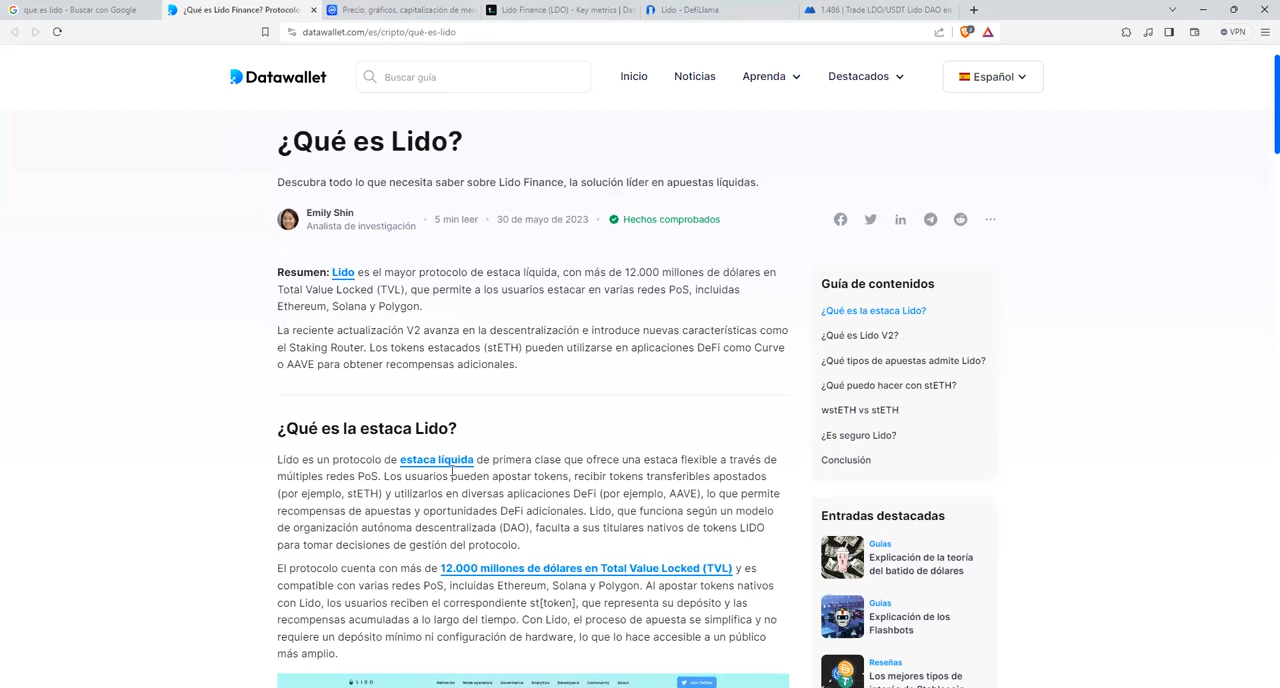 que es lido - Buscar con Google
¿Qué es Lido Finance? Protocolo
Precio, gráficos, capitalización de mer
Lido Finance (LDO) - Key metrics | Das
Lido - DefiLlama
1.486 | Trade LDO/USDT Lido DAO en
datawallet.com/es/cripto/qué-es-lido
VPN
Datawallet
Buscar guía
Inicio
Noticias
Aprenda
Destacados
Español
¿Qué es Lido?
Descubra todo lo que necesita saber sobre Lido Finance, la solución líder en apuestas líquidas.
Emily Shin
Analista de investigación
5 min leer
30 de mayo de 2023
Hechos comprobados
Resumen: Lido es el mayor protocolo de estaca líquida, con más de 12.000 millones de dólares en
Total Value Locked (TVL), que permite a los usuarios estacar en varias redes PoS, incluidas
Ethereum, Solana y Polygon.
La reciente actualización V2 avanza en la descentralización e introduce nuevas características como
el Staking Router. Los tokens estacados (stETH) pueden utilizarse en aplicaciones DeFi como Curve
o AAVE para obtener recompensas adicionales.
¿Qué es la estaca Lido?
Lido es un protocolo de estaca líquida de primera clase que ofrece una estaca flexible a través de
múltiples redes PoS. Los usuarios pueden apostar tokens, recibir tokens transferibles apostados
(por ejemplo, stETH) y utilizarlos en diversas aplicaciones DeFi (por ejemplo, AAVE), lo que permite
recompensas de apuestas y oportunidades DeFi adicionales. Lido, que funciona según un modelo
de organización autónoma descentralizada (DAO), faculta a sus titulares nativos de tokens LIDO
para tomar decisiones de gestión del protocolo.
El protocolo cuenta con más de 12.000 millones de dólares en Total Value Locked (TVL) y es
compatible con varias redes PoS, incluidas Ethereum, Solana y Polygon. Al apostar tokens nativos
con Lido, los usuarios reciben el correspondiente st[token], que representa su depósito y las
recompensas acumuladas a lo largo del tiempo. Con Lido, el proceso de apuesta se simplifica y no
requiere un depósito mínimo ni configuración de hardware, lo que lo hace accesible a un público
más amplio.
LIDO
Networks
Node operators
Governance
Analytics
Developers
Community
About
Guía de contenidos
¿Qué es la estaca Lido?
¿Qué es Lido V2?
¿Qué tipos de apuestas admite Lido?
¿Qué puedo hacer con stETH?
wstETH vs stETH
¿Es seguro Lido?
Conclusión
Entradas destacadas
Guías
Explicación de la teoría
del batido de dólares
Guías
Explicación de los
Flashbots
Reseñas
Los mejores tipos de